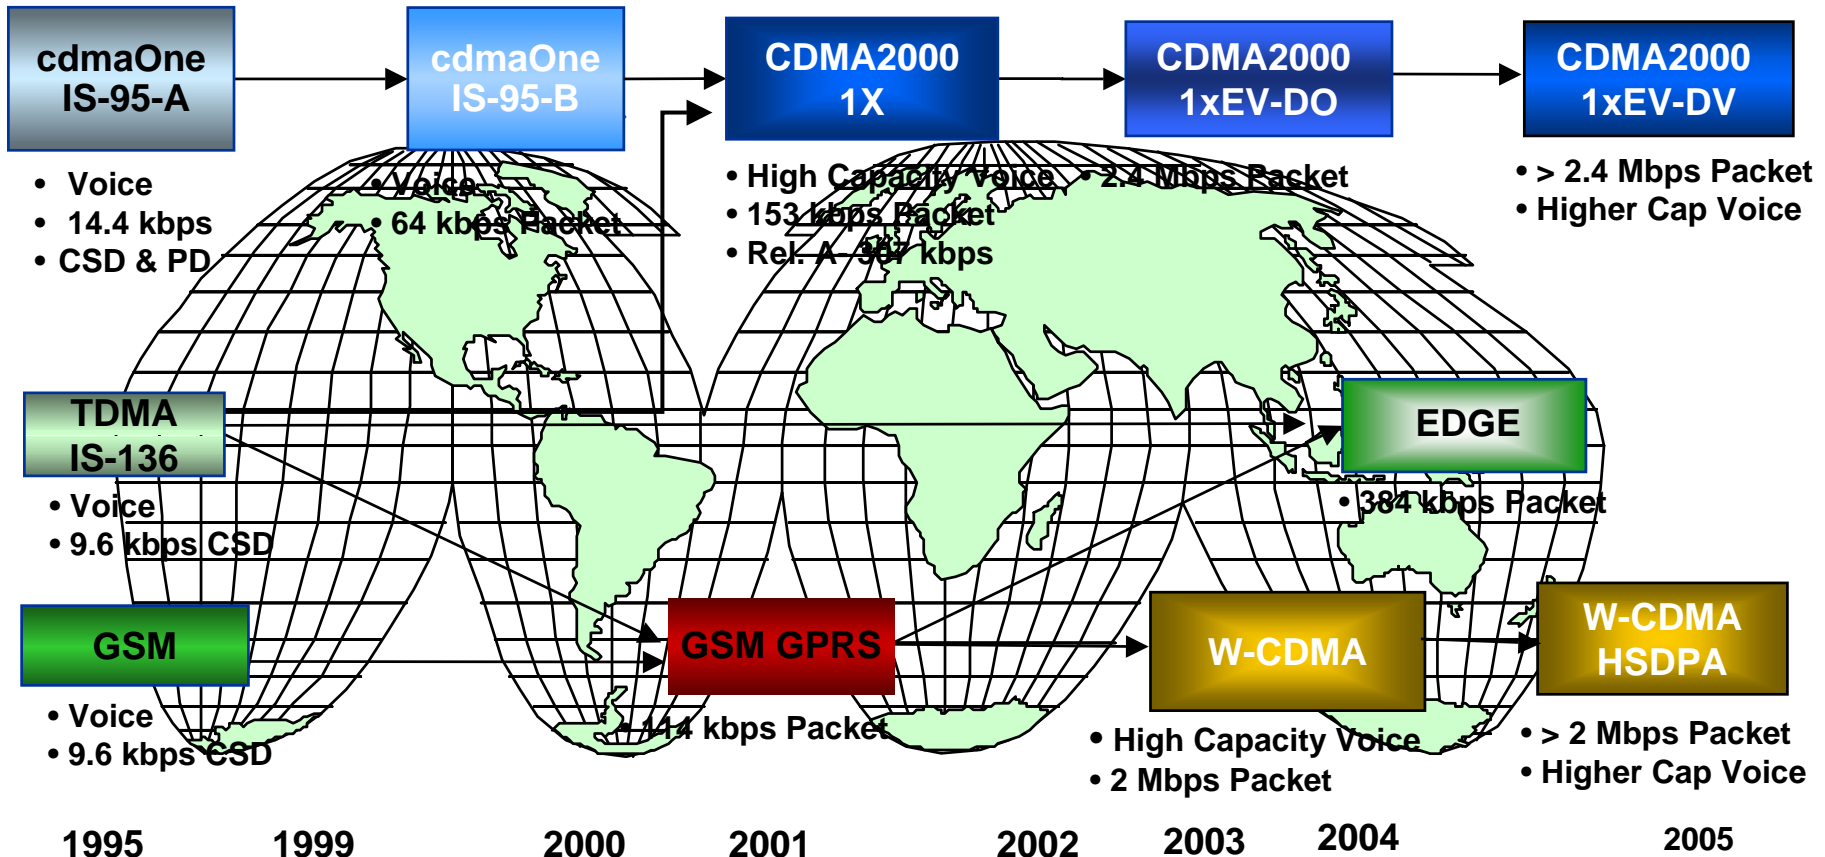 cdmaOne
IS-95-A
cdmaOne
IS-95-B
CDMA2000
1X
CDMA2000
1xEV-DO
CDMA2000
1xEV-DV
• Voice
• 14.4 kbps
• CSD & PD
• Voice
• 64 kbps Packet
• High Capacity Voice
• 153 kbps Packet
• Rel. A- 307 kbps
• 2.4 Mbps Packet
• > 2.4 Mbps Packet
• Higher Cap Voice
TDMA
IS-136
• Voice
• 9.6 kbps CSD
EDGE
• 384 kbps Packet
GSM
• Voice
• 9.6 kbps CSD
GSM GPRS
• 114 kbps Packet
W-CDMA
• High Capacity Voice
• 2 Mbps Packet
W-CDMA
HSDPA
• > 2 Mbps Packet
• Higher Cap Voice
1995
1999
2000
2001
2002
2003
2004
2005